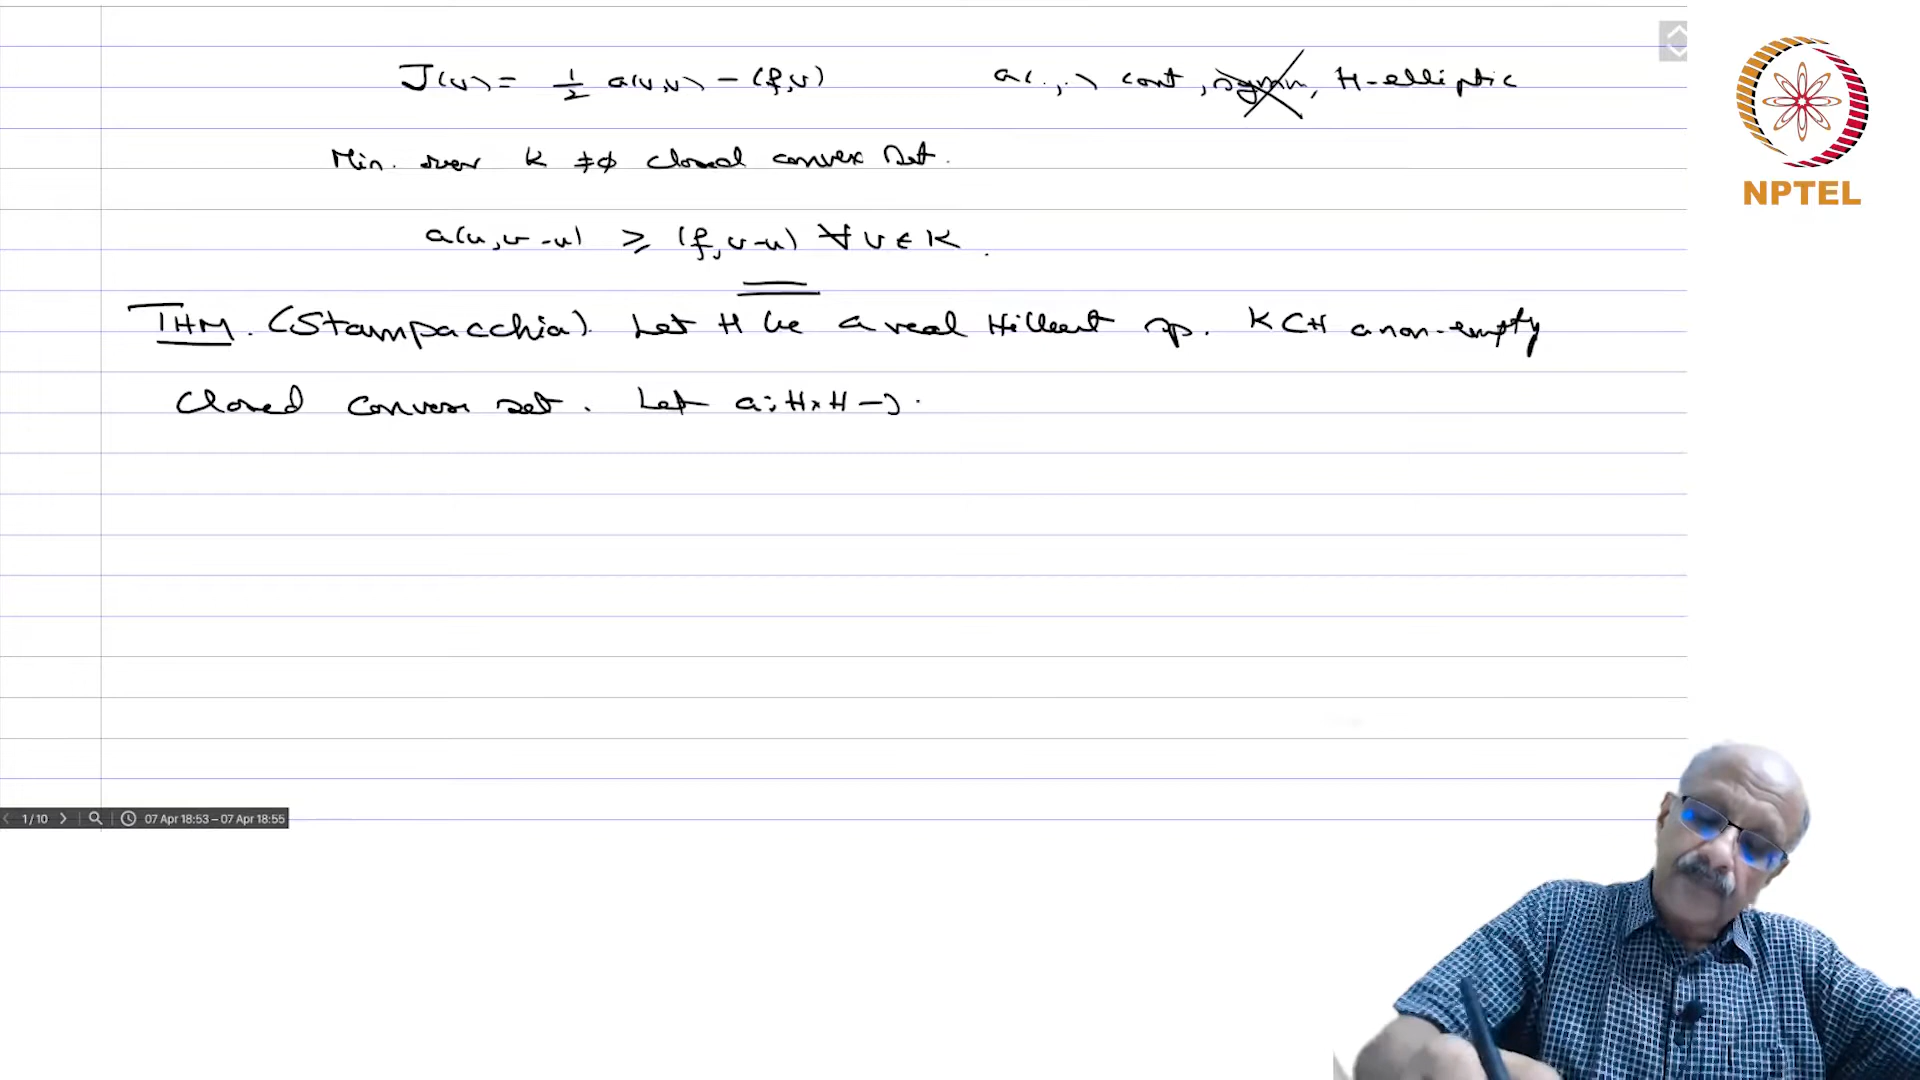 J(v) = 1/2 a(v,v) - (f,v) a(.,.) cont, symm, H-elliptic
Min. over K ≠ φ closed convex set.
a(u,v-u) ≥ (f,v-u) ∀ v ∈ K.
THM. (Stampacchia). Let H be a real Hilbert sp. K ⊂ H a non-empty
closed convex set. Let a: H×H →
NPTEL
1/10 07 Apr 18:53 – 07 Apr 18:55